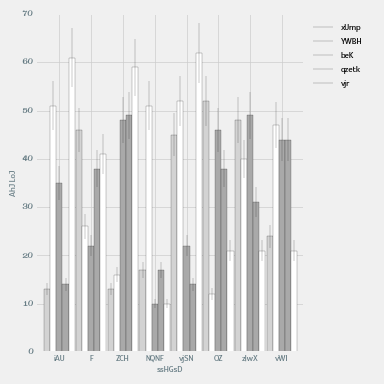 70
60
50
40
30
20
10
0
AhJLoJ
iAU
F
ZCH
NQNF
vjSN
OZ
zlwX
vWI
ssHGsD
xUmp
YWBH
beK
qzetk
vjr